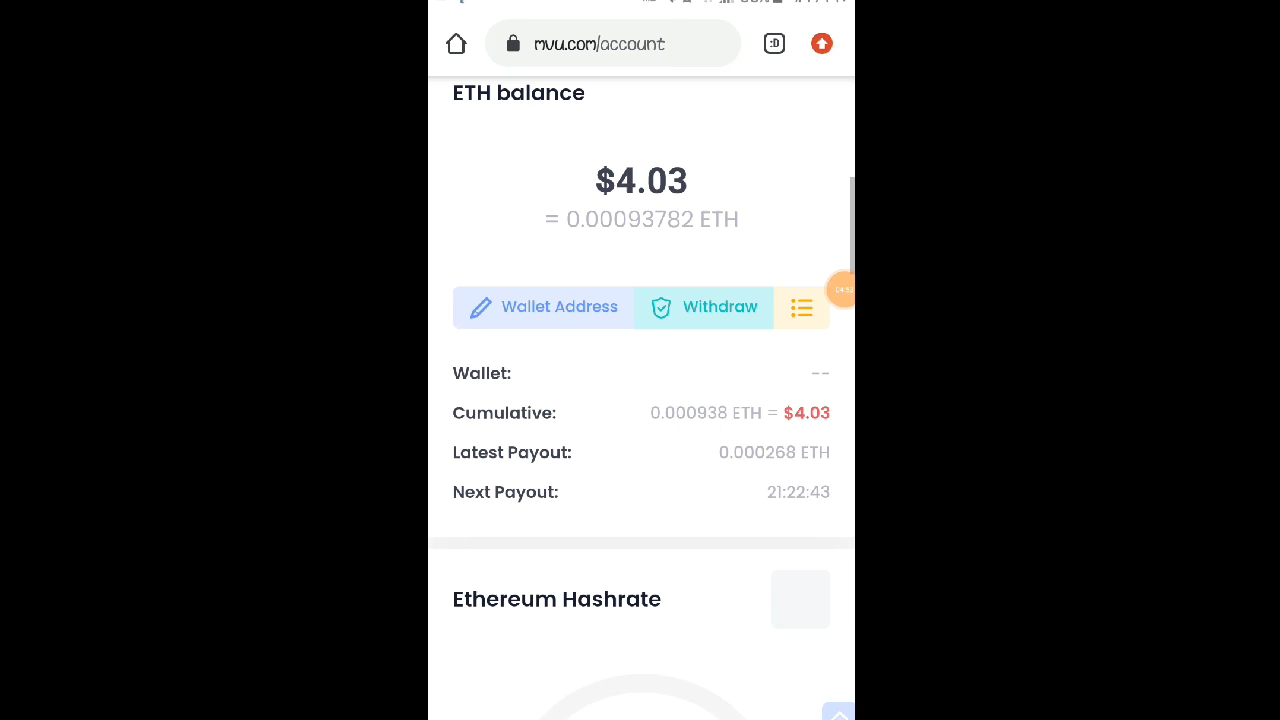 mvu.com/account
:D
ETH balance
$4.03
= 0.00093782 ETH
Wallet Address
Withdraw
Wallet: --
Cumulative: 0.000938 ETH = $4.03
Latest Payout: 0.000268 ETH
Next Payout: 21:22:43
Ethereum Hashrate